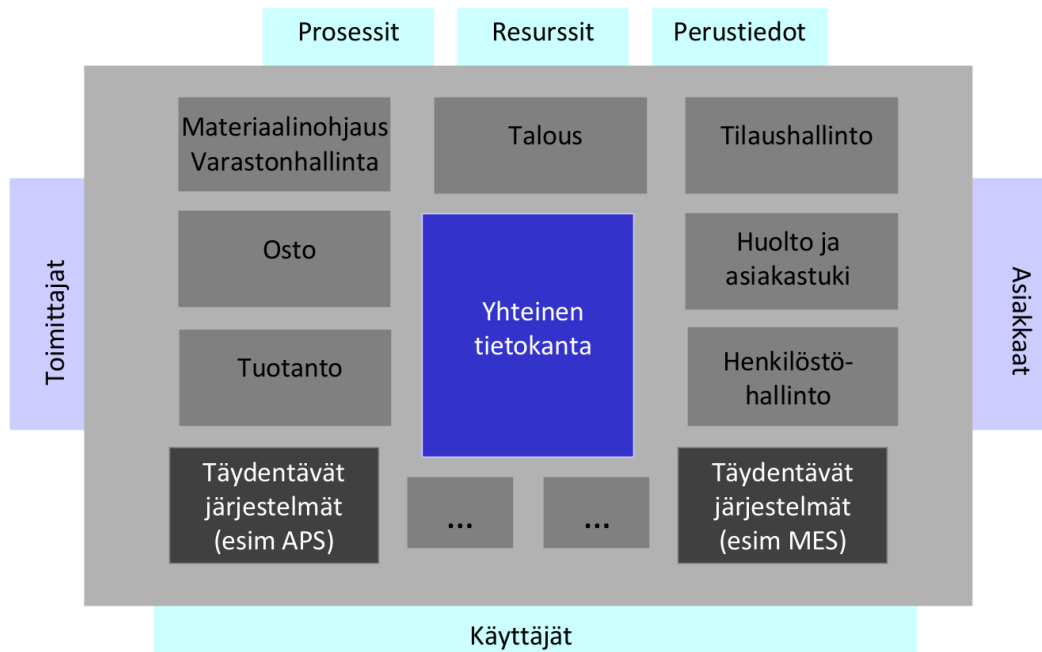 Prosessit
Resurssit
Perustiedot
Materiaalinohjaus
Varastonhallinta
Talous
Tilaushallinto
Toimittajat
Osto
Yhteinen
tietokanta
Huolto ja
asiakastuki
Asiakkaat
Tuotanto
Henkilöstö-
hallinto
Täydentävät
järjestelmät
(esim APS)
...
...
Täydentävät
järjestelmät
(esim MES)
Käyttäjät